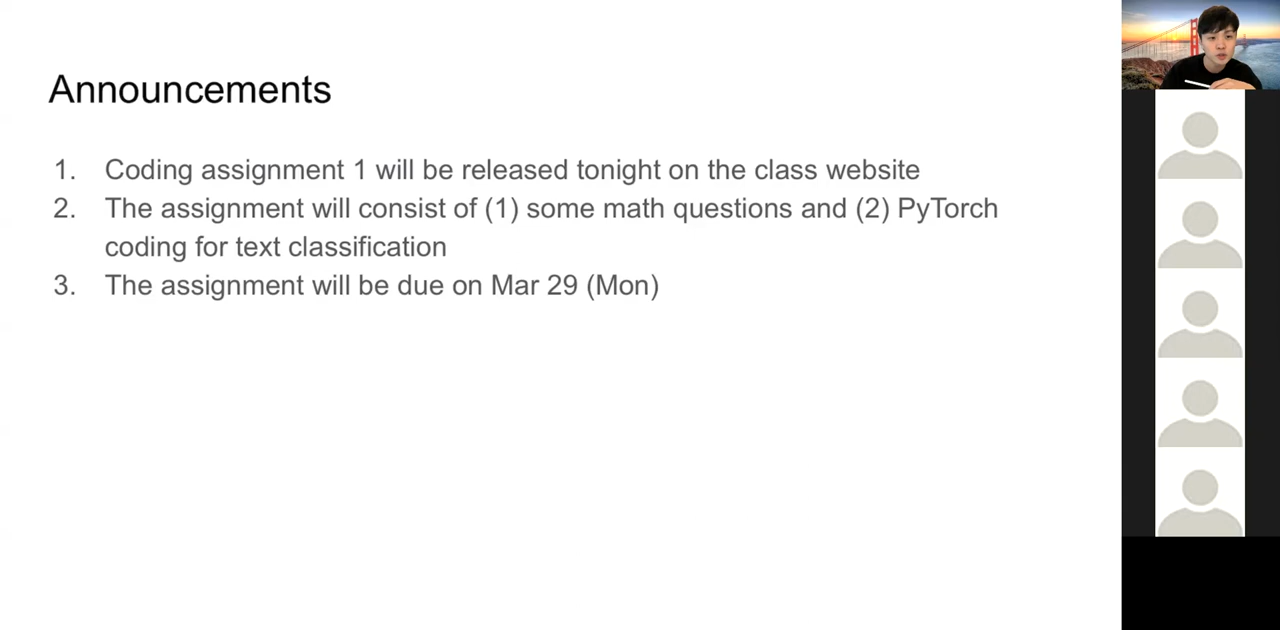 Announcements
1. Coding assignment 1 will be released tonight on the class website
2. The assignment will consist of (1) some math questions and (2) PyTorch
coding for text classification
3. The assignment will be due on Mar 29 (Mon)